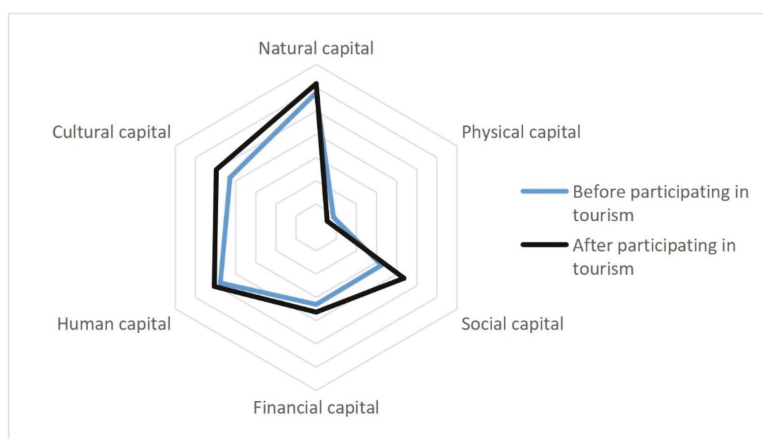 Natural capital
Cultural capital
Physical capital
Before participating in
tourism
After participating in
tourism
Human capital
Social capital
Financial capital